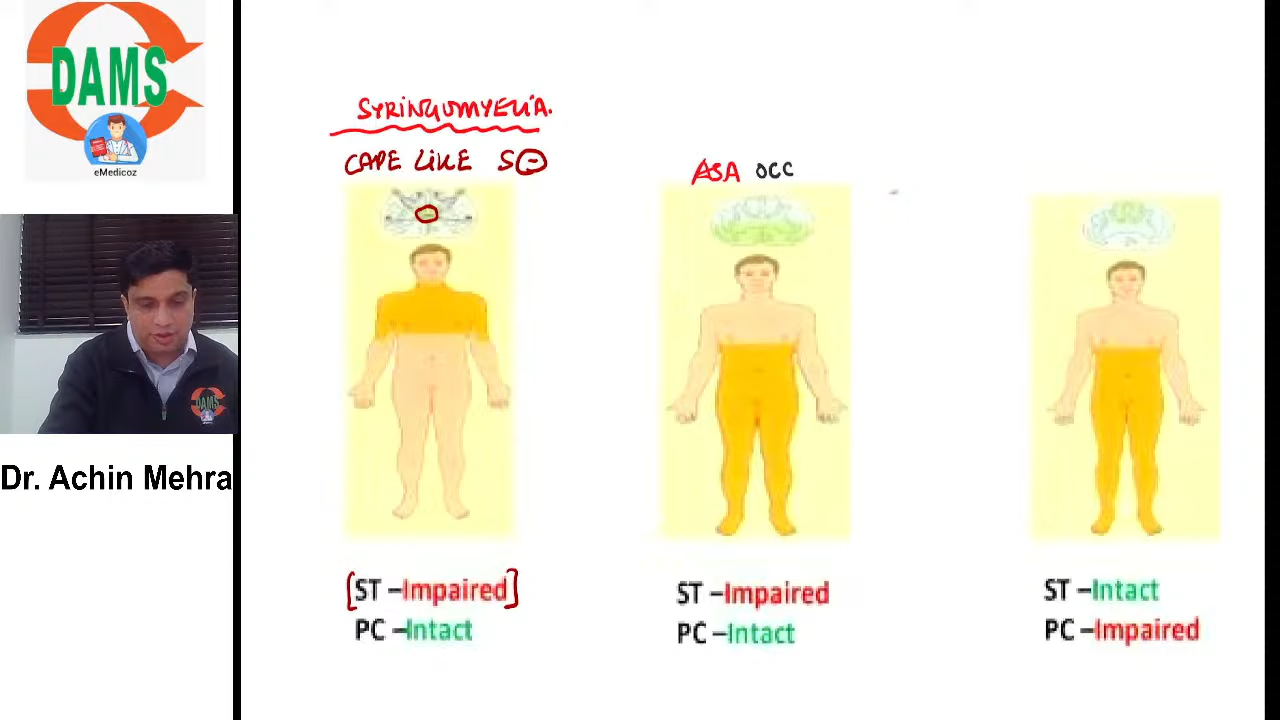 DAMS
eMedicoz
DAMS
Dr. Achin Mehra
SYRINGOMYELIA.
CAPE LIKE S⊖
[ST –Impaired]
PC –Intact
ASA OCC
ST –Impaired
PC –Intact
ST –Intact
PC –Impaired